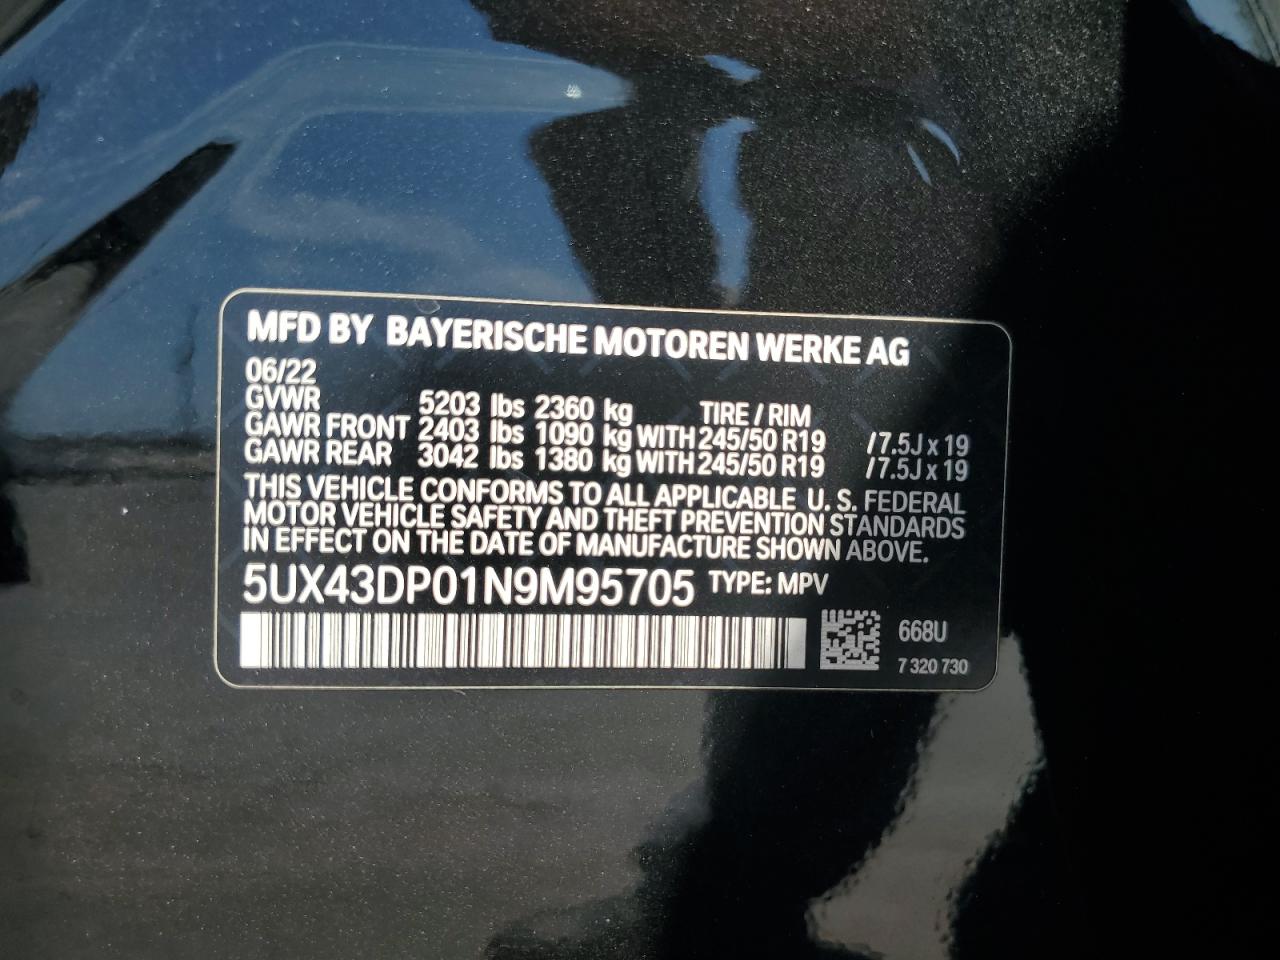 MFD BY BAYERISCHE MOTOREN WERKE AG
06/22
GVWR 5203 lbs 2360 kg TIRE / RIM
GAWR FRONT 2403 lbs 1090 kg WITH 245/50 R19 /7.5J x 19
GAWR REAR 3042 lbs 1380 kg WITH 245/50 R19 /7.5J x 19
THIS VEHICLE CONFORMS TO ALL APPLICABLE U. S. FEDERAL
MOTOR VEHICLE SAFETY AND THEFT PREVENTION STANDARDS
IN EFFECT ON THE DATE OF MANUFACTURE SHOWN ABOVE.
5UX43DP01N9M95705 TYPE: MPV
668U
7 320 730